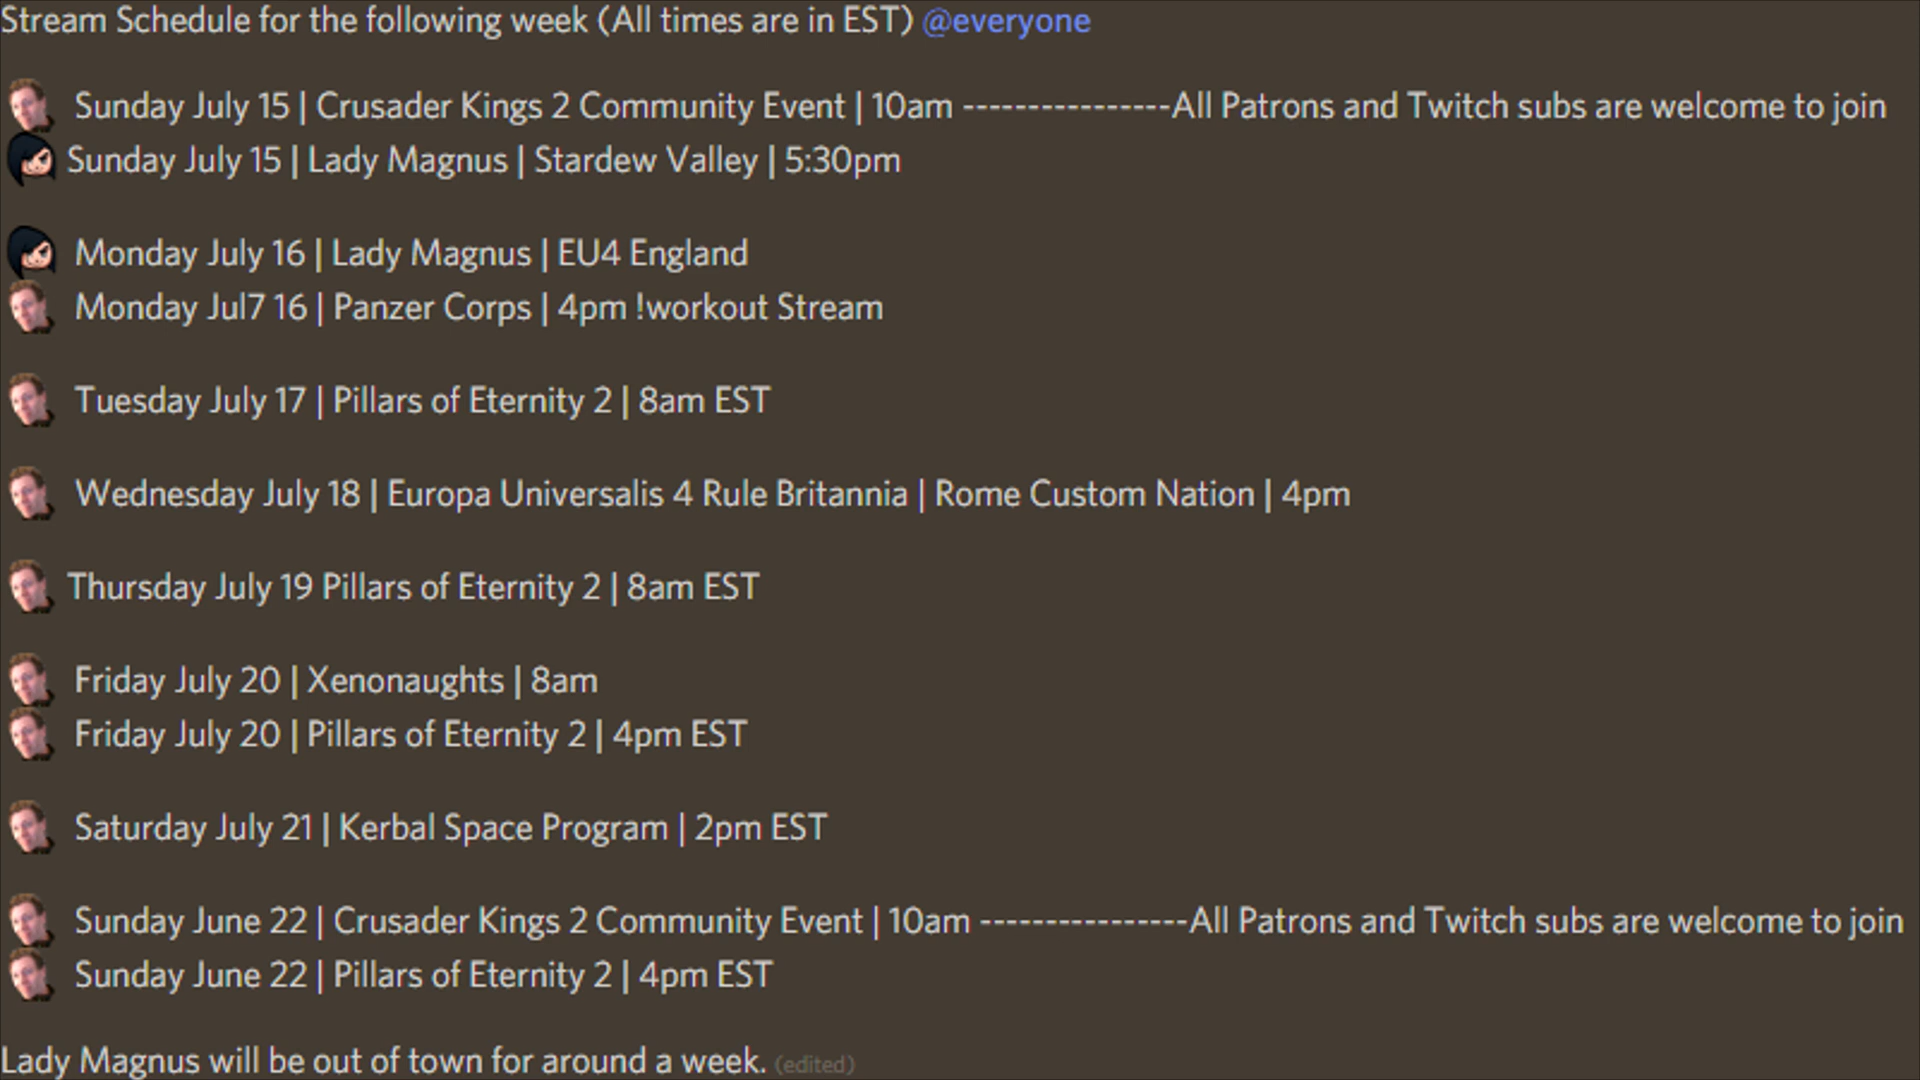 Stream Schedule for the following week (All times are in EST) @everyone
Sunday July 15 | Crusader Kings 2 Community Event | 10am ----------------All Patrons and Twitch subs are welcome to join
Sunday July 15 | Lady Magnus | Stardew Valley | 5:30pm
Monday July 16 | Lady Magnus | EU4 England
Monday Jul7 16 | Panzer Corps | 4pm !workout Stream
Tuesday July 17 | Pillars of Eternity 2 | 8am EST
Wednesday July 18 | Europa Universalis 4 Rule Britannia | Rome Custom Nation | 4pm
Thursday July 19 Pillars of Eternity 2 | 8am EST
Friday July 20 | Xenonaughts | 8am
Friday July 20 | Pillars of Eternity 2 | 4pm EST
Saturday July 21 | Kerbal Space Program | 2pm EST
Sunday June 22 | Crusader Kings 2 Community Event | 10am ----------------All Patrons and Twitch subs are welcome to join
Sunday June 22 | Pillars of Eternity 2 | 4pm EST
Lady Magnus will be out of town for around a week. (edited)